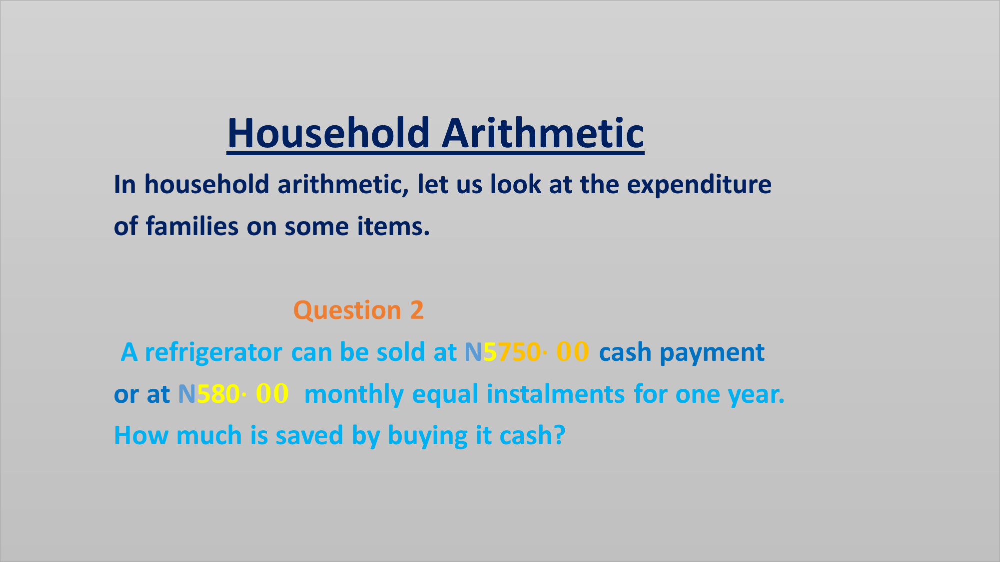 Household Arithmetic
In household arithmetic, let us look at the expenditure
of families on some items.
Question 2
A refrigerator can be sold at N5750· 00 cash payment
or at N580· 00 monthly equal instalments for one year.
How much is saved by buying it cash?